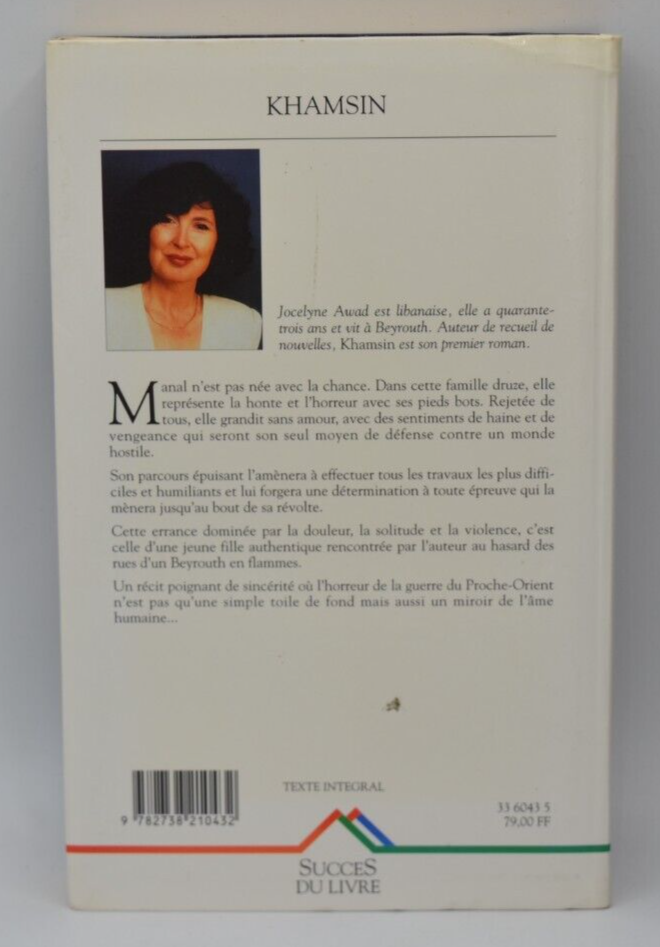 KHAMSIN
Jocelyne Awad est libanaise, elle a quarante-
trois ans et vit à Beyrouth. Auteur de recueil de
nouvelles, Khamsin est son premier roman.
Manal n'est pas née avec la chance. Dans cette famille druze, elle
représente la honte et l'horreur avec ses pieds bots. Rejetée de
tous, elle grandit sans amour, avec des sentiments de haine et de
vengeance qui seront son seul moyen de défense contre un monde
hostile.
Son parcours épuisant l'amènera à effectuer tous les travaux les plus diffi-
ciles et humiliants et lui forgera une détermination à toute épreuve qui la
mènera jusqu'au bout de sa révolte.
Cette errance dominée par la douleur, la solitude et la violence, c'est
celle d'une jeune fille authentique rencontrée par l'auteur au hasard des
rues d'un Beyrouth en flammes.
Un récit poignant de sincérité où l'horreur de la guerre du Proche-Orient
n'est pas qu'une simple toile de fond mais aussi un miroir de l'âme
humaine...
TEXTE INTEGRAL
33 6043 5
79,00 FF
9 782738 210432
SUCCES
DU LIVRE